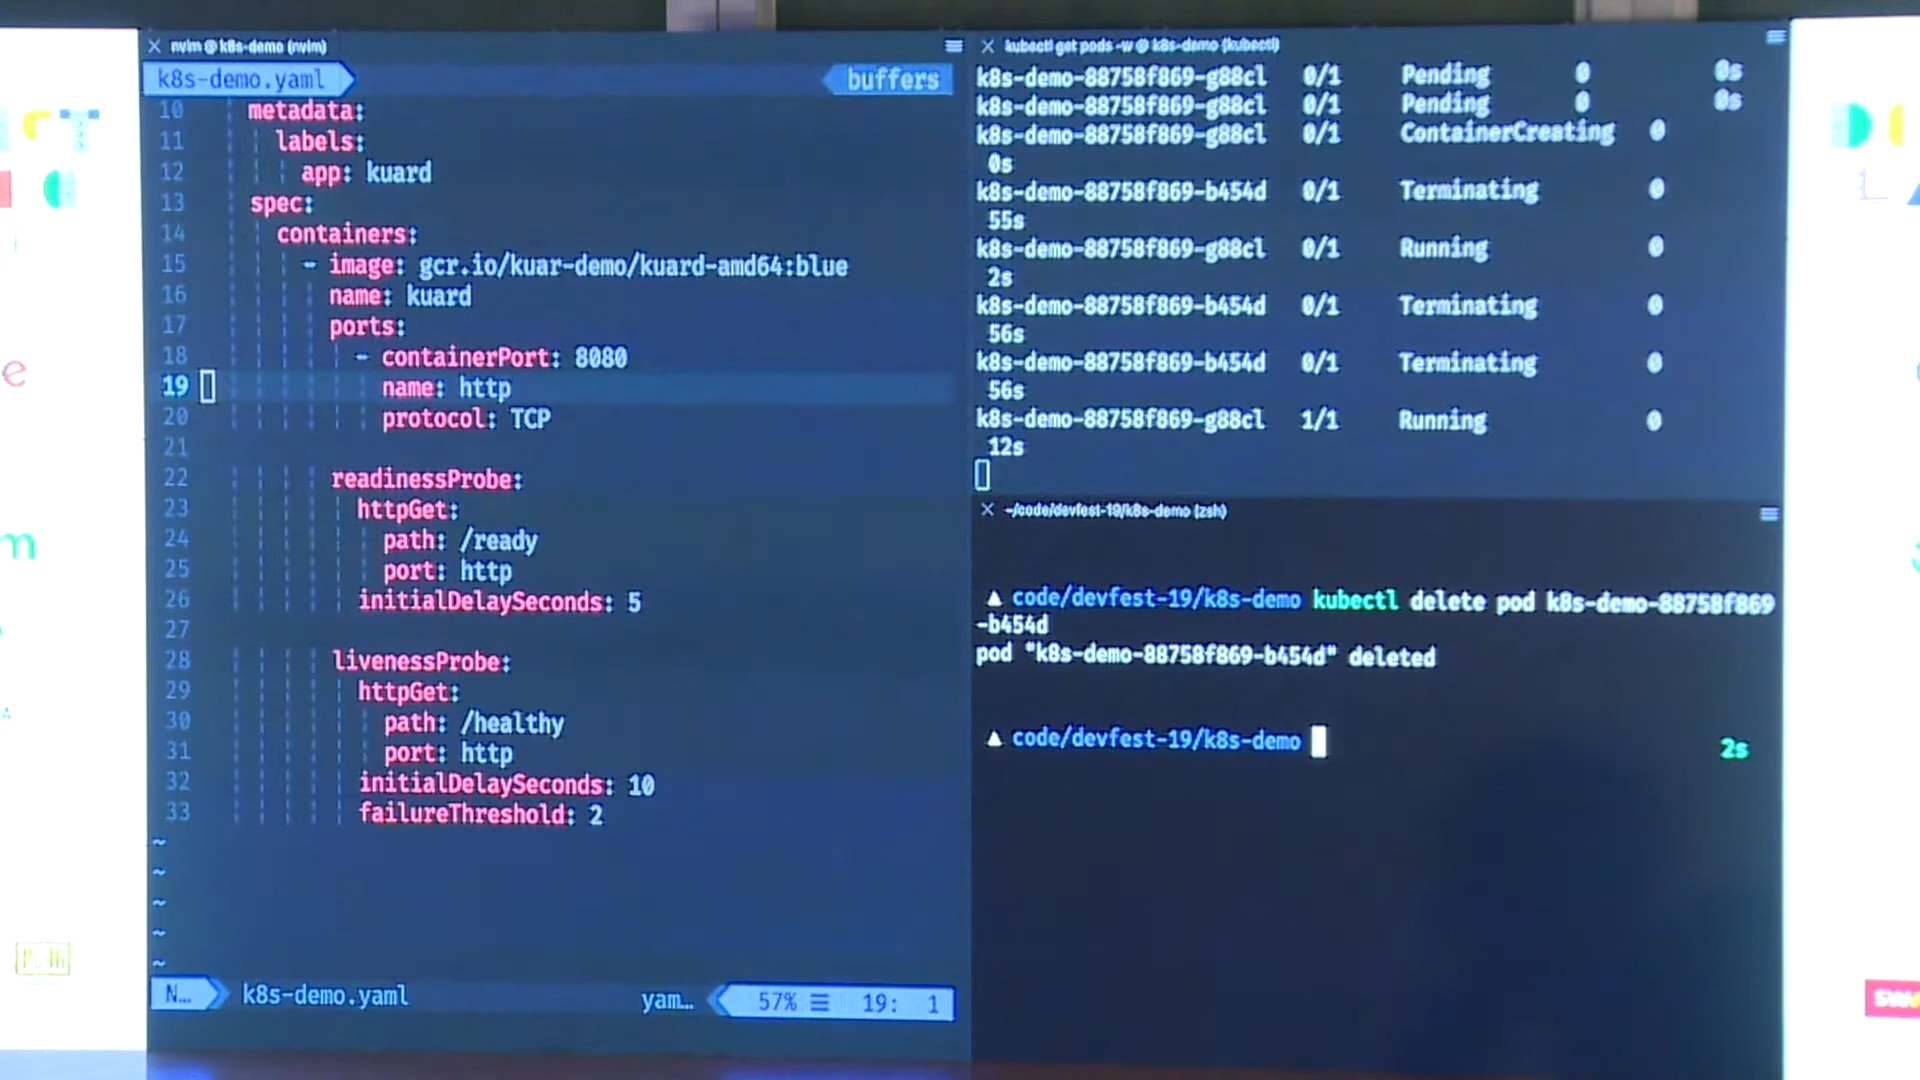 nvim @ k8s-demo (nvim)
k8s-demo.yaml
buffers
10 metadata:
11 labels:
12 app: kuard
13 spec:
14 containers:
15 - image: gcr.io/kuar-demo/kuard-amd64:blue
16 name: kuard
17 ports:
18 - containerPort: 8080
19 name: http
20 protocol: TCP
21
22 readinessProbe:
23 httpGet:
24 path: /ready
25 port: http
26 initialDelaySeconds: 5
27
28 livenessProbe:
29 httpGet:
30 path: /healthy
31 port: http
32 initialDelaySeconds: 10
33 failureThreshold: 2
~
~
~
~
~
N... k8s-demo.yaml yam... 57% ☰ 19: 1
kubectl get pods -w @ k8s-demo (kubectl)
k8s-demo-88758f869-g88cl 0/1 Pending 0 0s
k8s-demo-88758f869-g88cl 0/1 Pending 0 0s
k8s-demo-88758f869-g88cl 0/1 ContainerCreating 0
0s
k8s-demo-88758f869-b454d 0/1 Terminating 0
55s
k8s-demo-88758f869-g88cl 0/1 Running 0
2s
k8s-demo-88758f869-b454d 0/1 Terminating 0
56s
k8s-demo-88758f869-b454d 0/1 Terminating 0
56s
k8s-demo-88758f869-g88cl 1/1 Running 0
12s
~/code/devfest-19/k8s-demo (zsh)
▲ code/devfest-19/k8s-demo kubectl delete pod k8s-demo-88758f869
-b454d
pod "k8s-demo-88758f869-b454d" deleted
▲ code/devfest-19/k8s-demo
2s
e
m